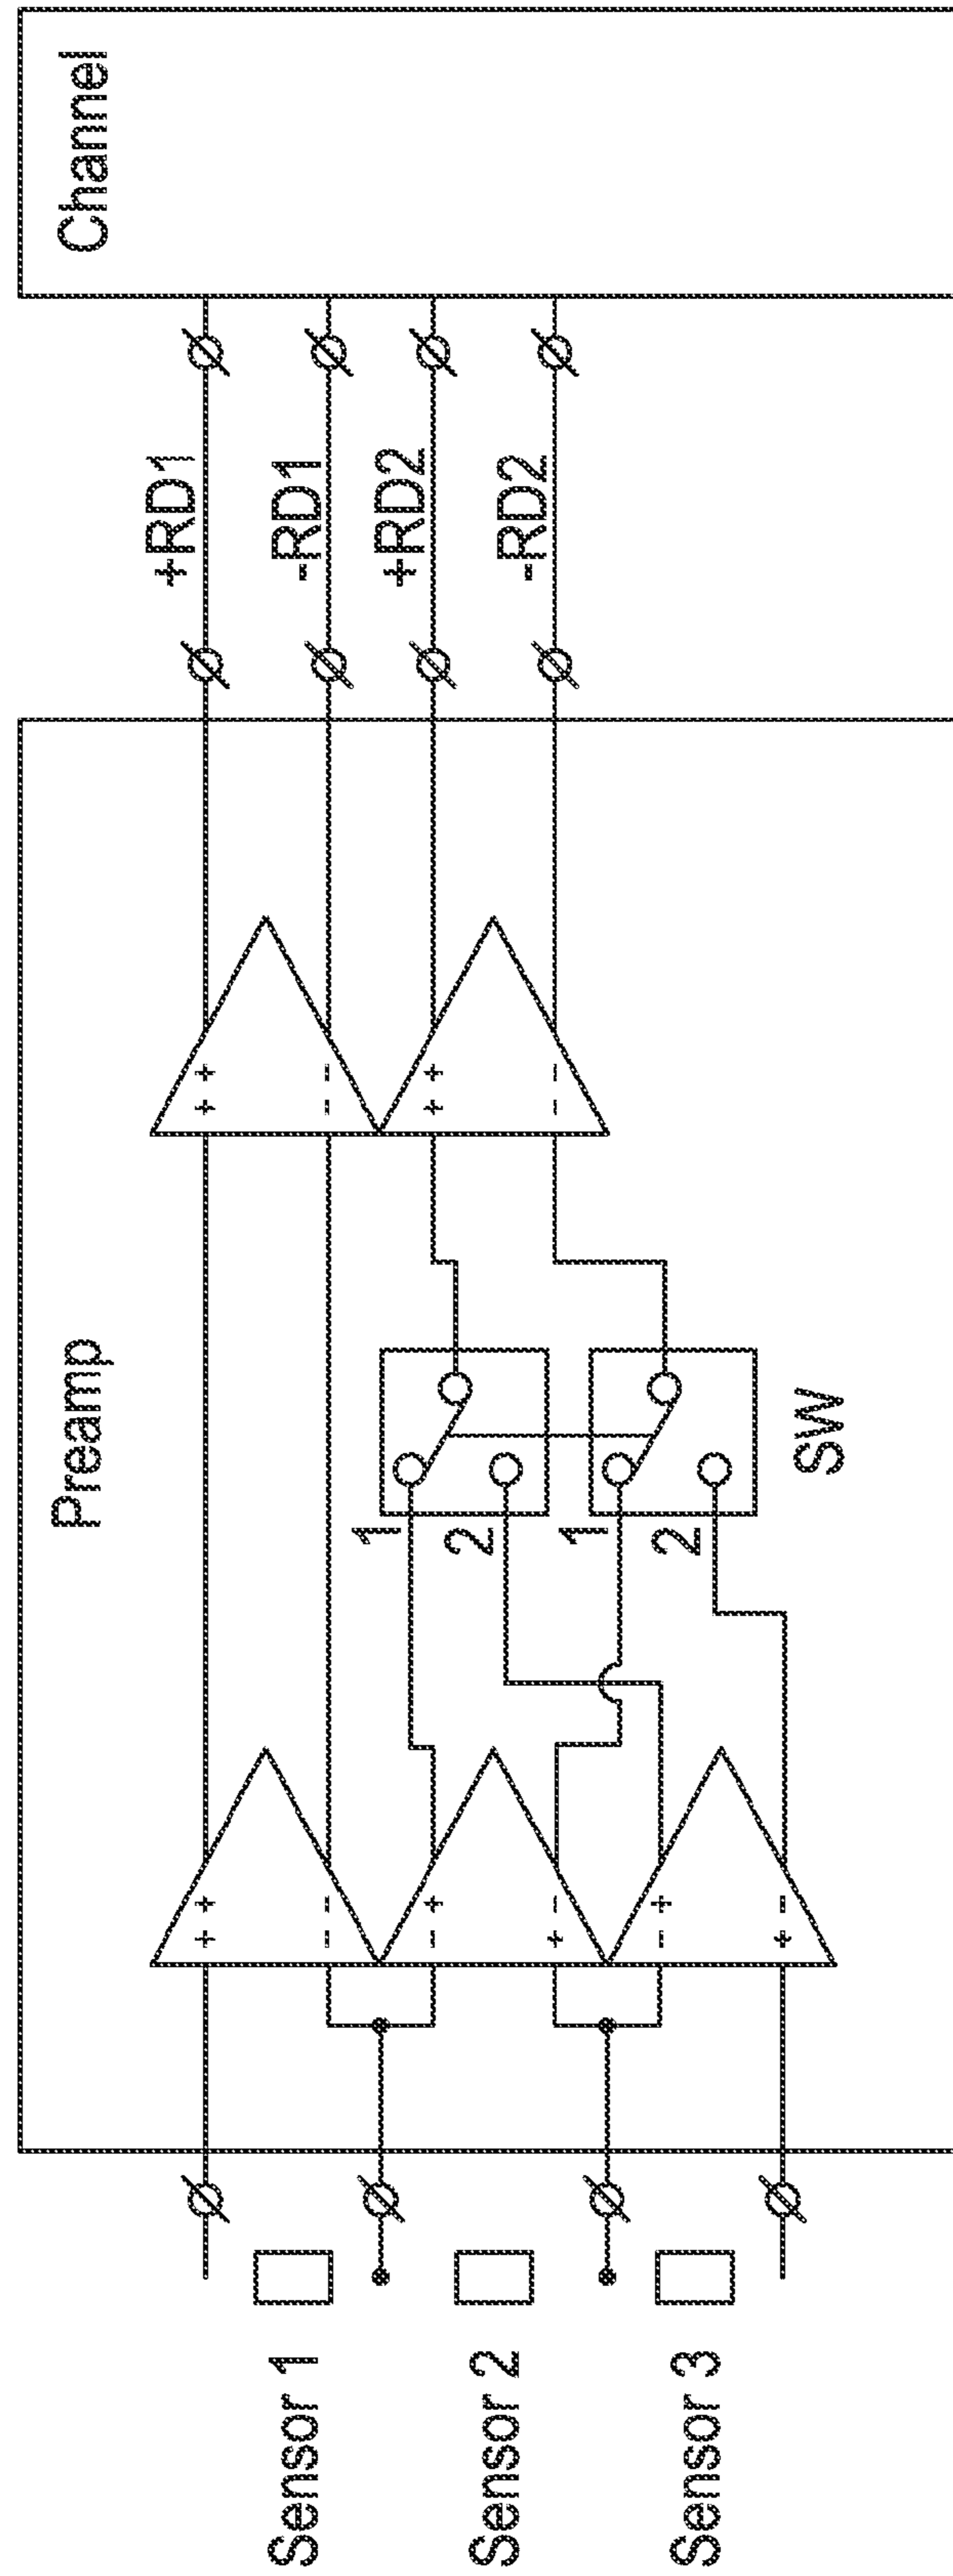 Channel
+RD1
-RD1
+RD2
-RD2
Preamp
+ +
- -
+ +
- -
1
2
1
2
SW
+ +
- -
- +
+ -
- +
+ -
Sensor 1
Sensor 2
Sensor 3